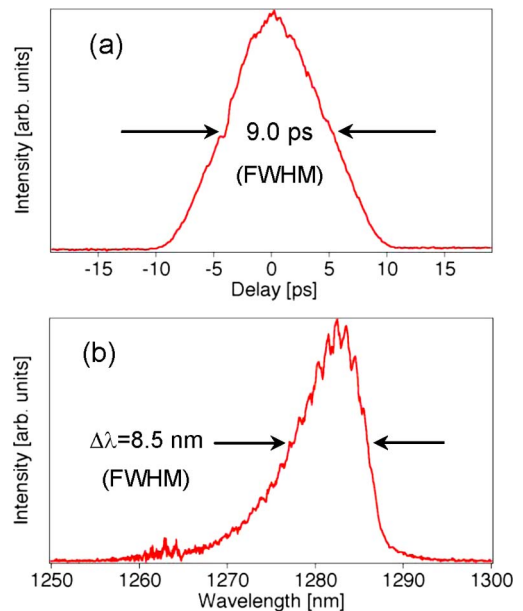 (a)
Intensity [arb. units]
9.0 ps
(FWHM)
-15 -10 -5 0 5 10 15
Delay [ps]
(b)
Intensity [arb. units]
Δλ=8.5 nm
(FWHM)
1250 1260 1270 1280 1290 1300
Wavelength [nm]